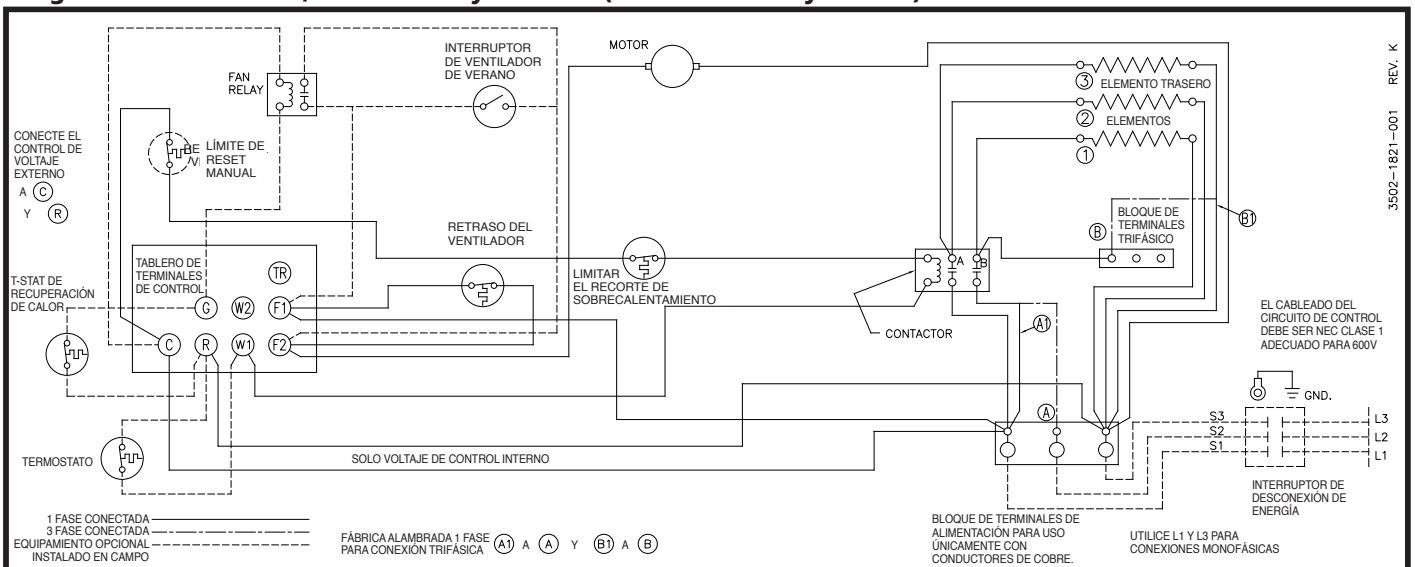 MOTOR
INTERRUPTOR
DE VENTILADOR
DE VERANO
FAN
RELAY
CONECTE EL
CONTROL DE
VOLTAJE
EXTERNO
A C
Y R
LÍMITE DE
RESET
MANUAL
3
ELEMENTO TRASERO
2
ELEMENTOS
1
3502-1821-001 REV. K
BLOQUE DE
TERMINALES
TRIFÁSICO
B
B1
RETRASO DEL
VENTILADOR
TABLERO DE
TERMINALES
DE CONTROL
TR
G W2 F1
C R W1 F2
T-STAT DE
RECUPERACIÓN
DE CALOR
LIMITAR
EL RECORTE DE
SOBRECALENTAMIENTO
A B
CONTACTOR
A1
A
EL CABLEADO DEL
CIRCUITO DE CONTROL
DEBE SER NEC CLASE 1
ADECUADO PARA 600V
GND.
S3 L3
S2 L2
S1 L1
TERMOSTATO
SOLO VOLTAJE DE CONTROL INTERNO
INTERRUPTOR DE
DESCONEXIÓN DE
ENERGÍA
1 FASE CONECTADA
3 FASE CONECTADA
EQUIPAMIENTO OPCIONAL
INSTALADO EN CAMPO
FÁBRICA ALAMBRADA 1 FASE
PARA CONEXIÓN TRIFÁSICA A1 A A Y B1 A B
BLOQUE DE TERMINALES DE
ALIMENTACIÓN PARA USO
ÚNICAMENTE CON
CONDUCTORES DE COBRE.
UTILICE L1 Y L3 PARA
CONEXIONES MONOFÁSICAS